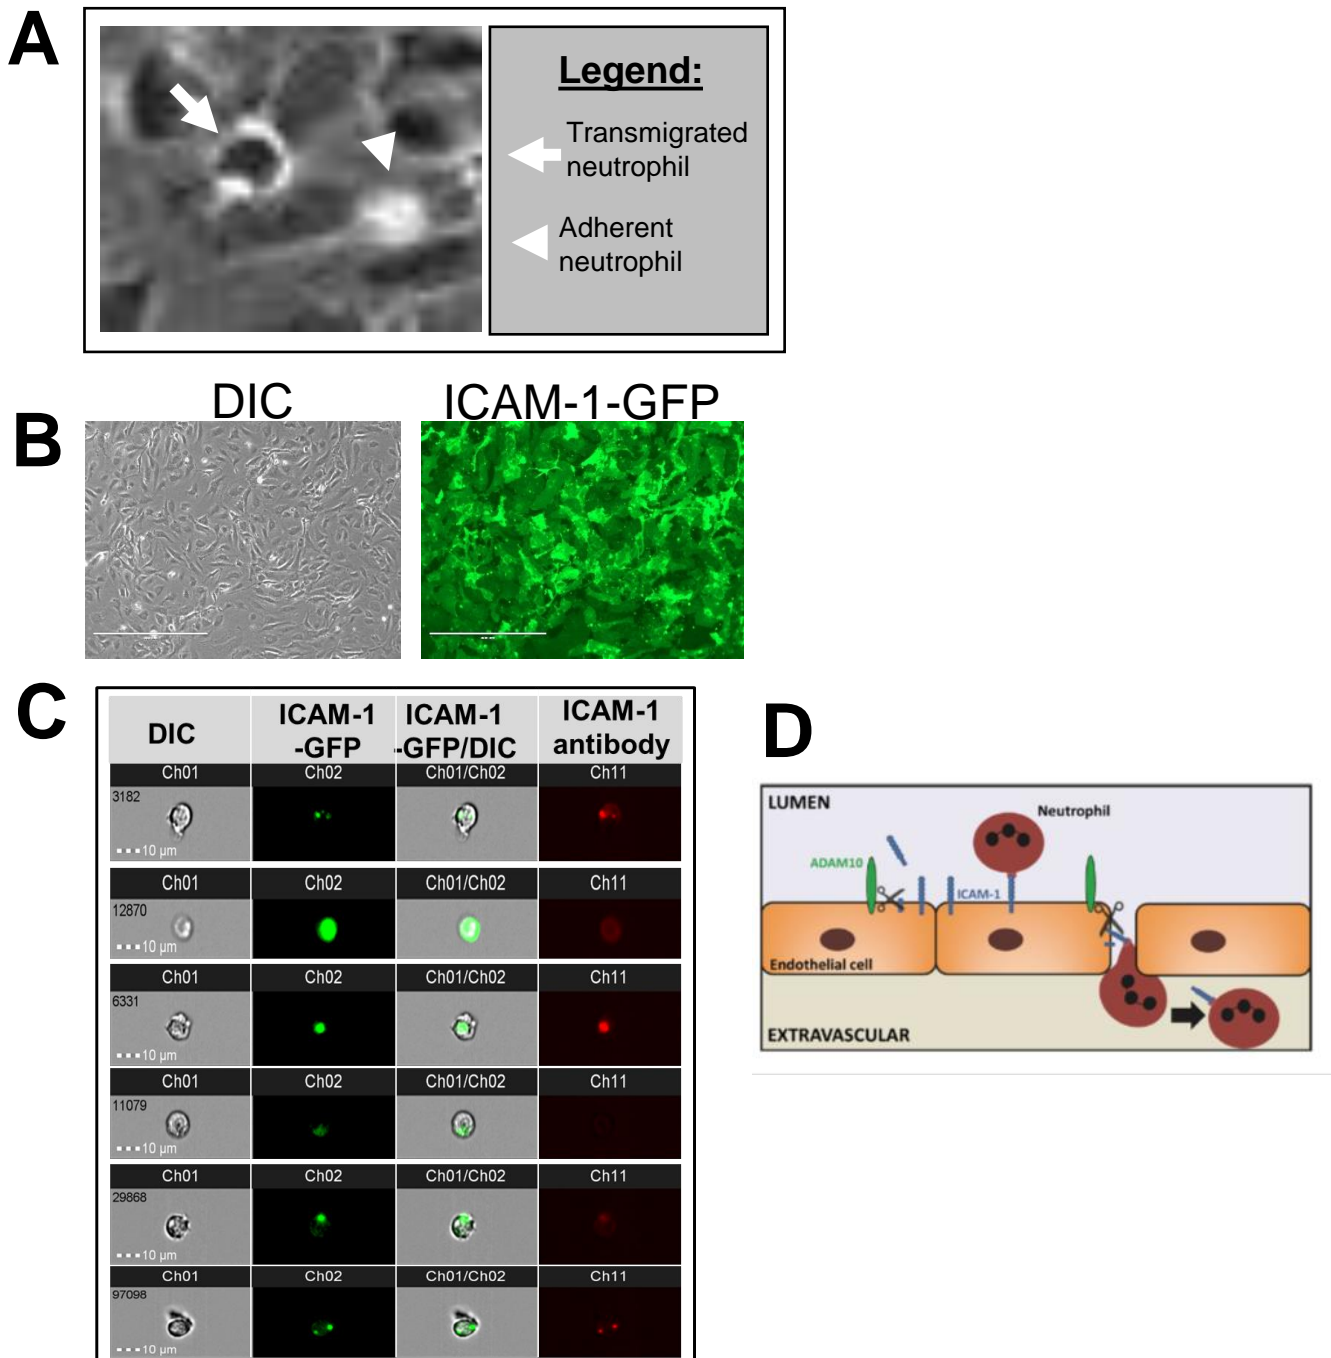 A
Legend:
Transmigrated
neutrophil
Adherent
neutrophil
B
DIC
ICAM-1-GFP
C
DIC
ICAM-1
-GFP
ICAM-1
-GFP/DIC
ICAM-1
antibody
Ch01
Ch02
Ch01/Ch02
Ch11
3182
10 µm
Ch01
Ch02
Ch01/Ch02
Ch11
12870
10 µm
Ch01
Ch02
Ch01/Ch02
Ch11
6331
10 µm
Ch01
Ch02
Ch01/Ch02
Ch11
11079
10 µm
Ch01
Ch02
Ch01/Ch02
Ch11
29868
10 µm
Ch01
Ch02
Ch01/Ch02
Ch11
97098
10 µm
D
LUMEN
Neutrophil
ADAM10
ICAM-1
Endothelial cell
EXTRAVASCULAR